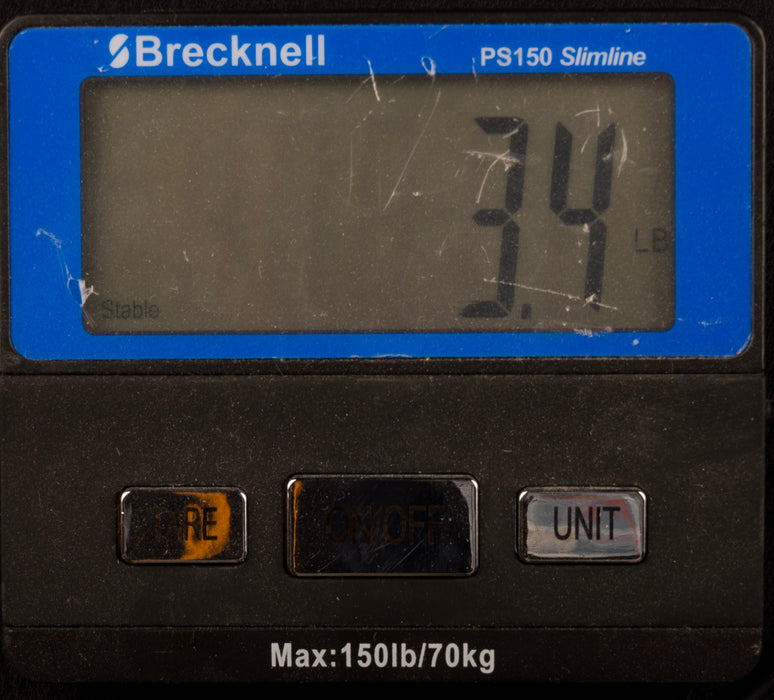 Brecknell PS150 Slimline
3.4
LB
Stable
TARE ON/OFF UNIT
Max:150lb/70kg